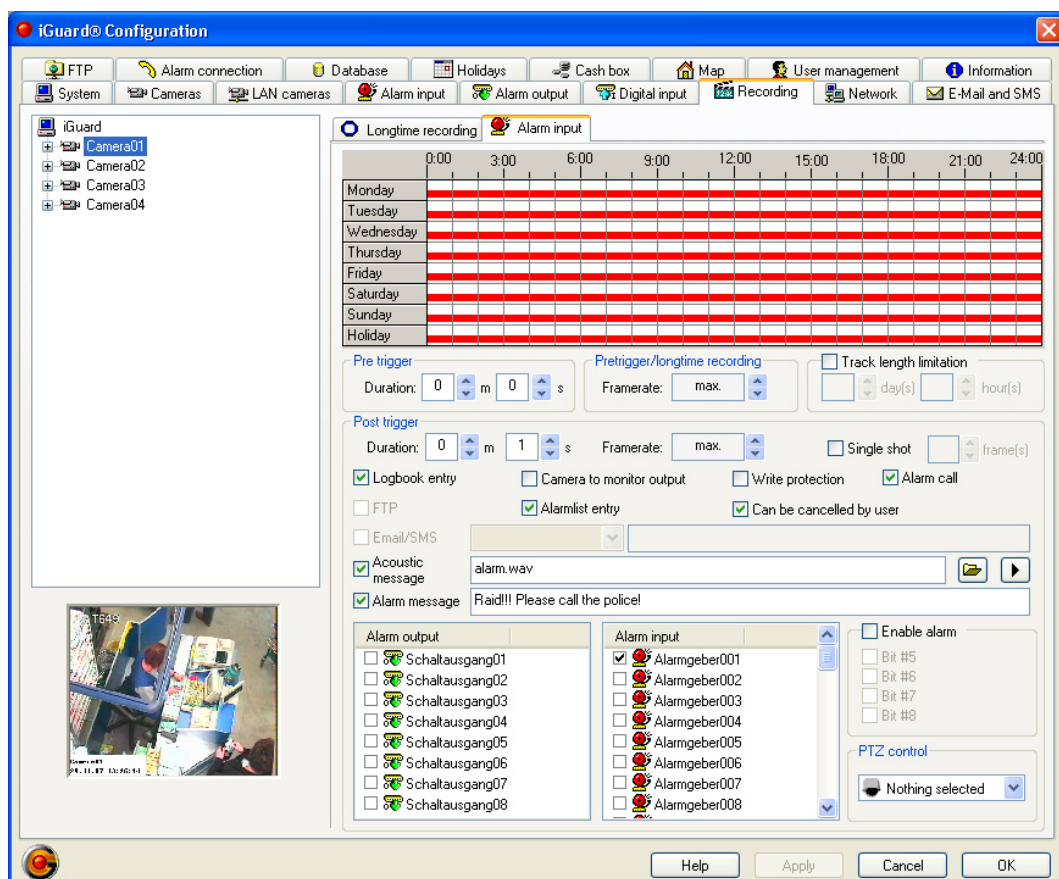 iGuard® Configuration
FTP Alarm connection Database Holidays Cash box Map User management Information
System Cameras LAN cameras Alarm input Alarm output Digital input Recording Network E-Mail and SMS
iGuard
Camera01
Camera02
Camera03
Camera04
Longtime recording Alarm input
0:00 3:00 6:00 9:00 12:00 15:00 18:00 21:00 24:00
Monday
Tuesday
Wednesday
Thursday
Friday
Saturday
Sunday
Holiday
Pre trigger
Duration: 0 m 0 s
Pretrigger/longtime recording
Framerate: max.
Track length limitation
day(s) hour(s)
Post trigger
Duration: 0 m 1 s Framerate: max. Single shot frame(s)
Logbook entry Camera to monitor output Write protection Alarm call
FTP Alarmlist entry Can be cancelled by user
Email/SMS
Acoustic message alarm.wav
Alarm message Raid!!! Please call the police!
Alarm output
Schaltausgang01
Schaltausgang02
Schaltausgang03
Schaltausgang04
Schaltausgang05
Schaltausgang06
Schaltausgang07
Schaltausgang08
Alarm input
Alarmgeber001
Alarmgeber002
Alarmgeber003
Alarmgeber004
Alarmgeber005
Alarmgeber006
Alarmgeber007
Alarmgeber008
Enable alarm
Bit #5
Bit #6
Bit #7
Bit #8
PTZ control
Nothing selected
T649
Camera01
Help Apply Cancel OK